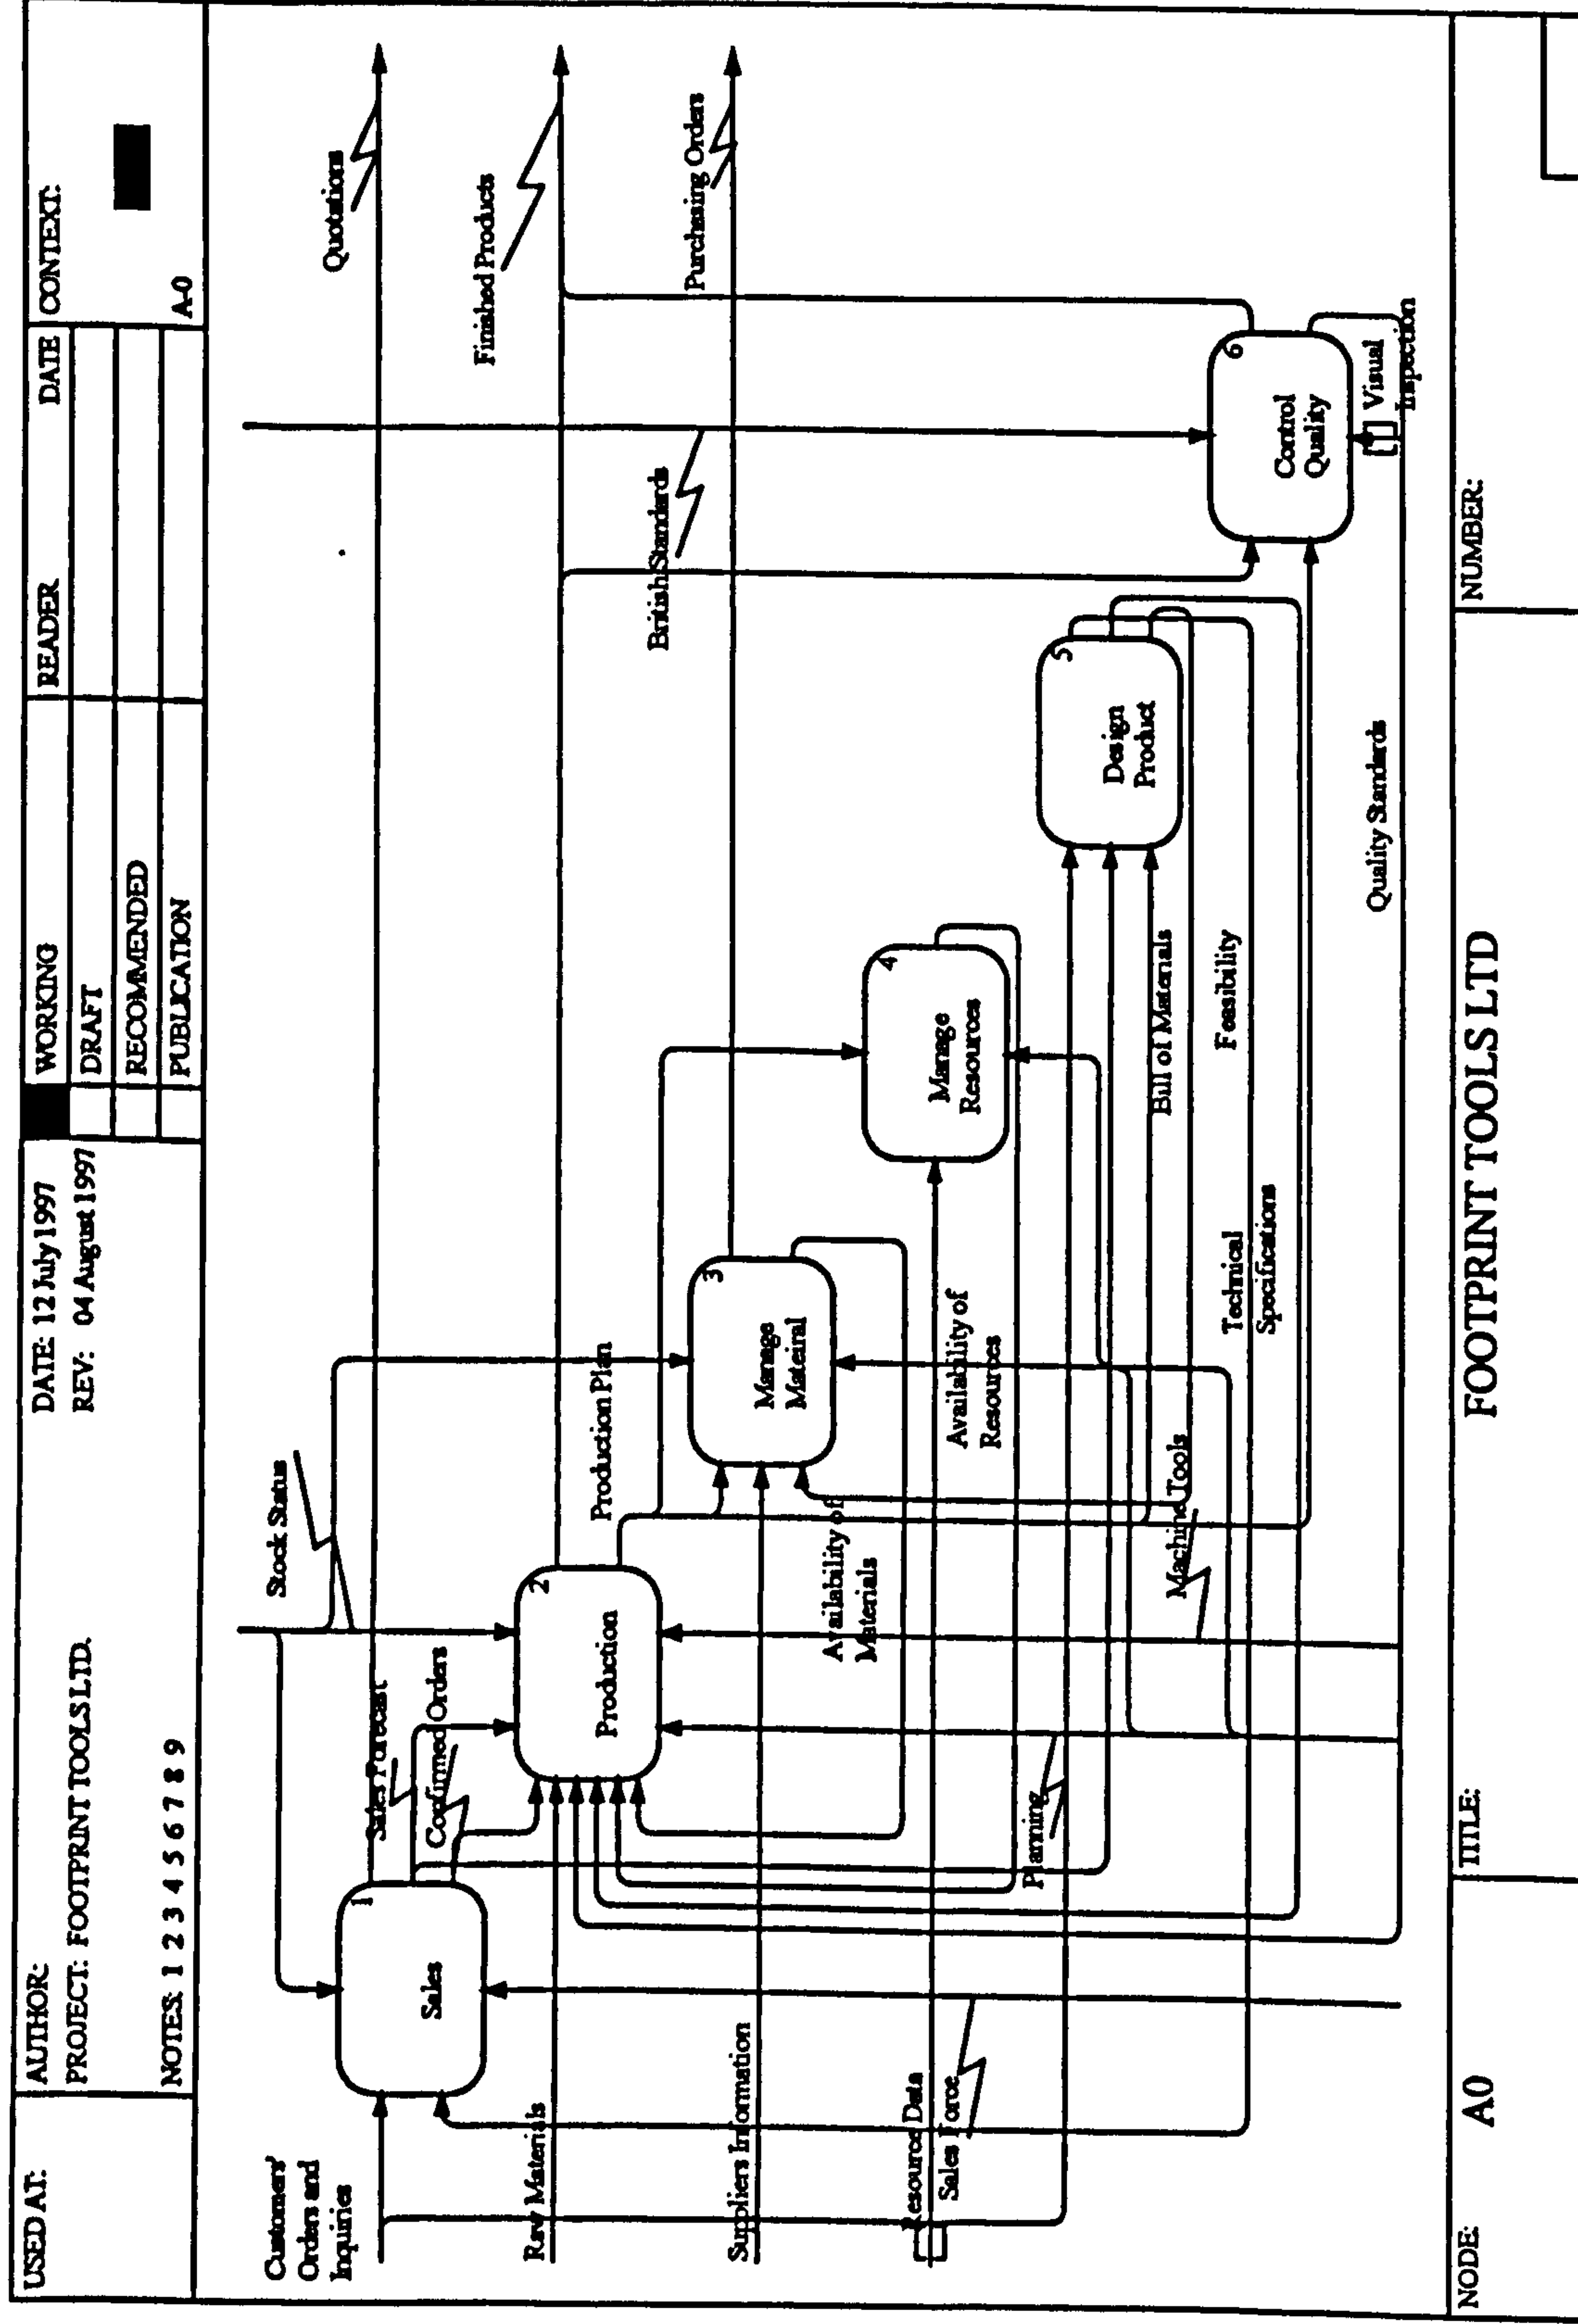 USED AT:
AUTHOR:
PROJECT: FOOTPRINT TOOLS LTD.
NOTES: 1 2 3 4 5 6 7 8 9
DATE: 12 July 1997
REV: 04 August 1997
WORKING
DRAFT
RECOMMENDED
PUBLICATION
READER
DATE
CONTEXT:
A-0
Customers'
Orders and
Inquiries
Raw Materials
Suppliers Information
Resource Data
Sales Force
Stock Status
Sales Forecast
Confirmed Orders
1
Sales
2
Production
Production Plan
3
Manage
Mateiral
4
Manage
Resources
5
Design
Product
6
Control
Quality
Quotations
Finished Products
Purchasing Orders
British Standards
Availability of
Materials
Availability of
Resources
Planning
Machine Tools
Bill of Materials
Feasibility
Technical
Specifications
Quality Standards
Visual
Inspection
NODE:
A0
TITLE:
FOOTPRINT TOOLS LTD
NUMBER: